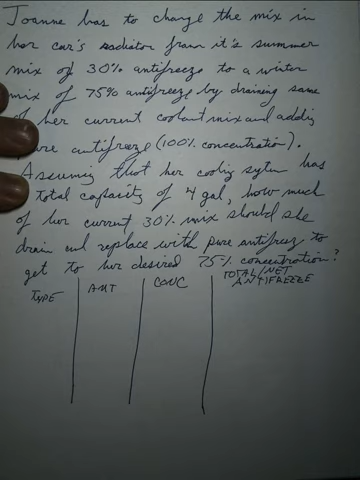 Joanne has to change the mix in
her car's radiator from it's summer
mix of 30% antifreeze to a winter
mix of 75% antifreeze by draining some
of her current coolant mix and adding
pure antifreeze (100% concentration).
Assuming that her cooling sytem has
total capacity of 4 gal, how much
of her current 30% mix should she
drain and replace with pure antifreez to
get to her desired 75% concentration?
TYPE AMT CONC TOTAL/NET
ANTIFREEZE